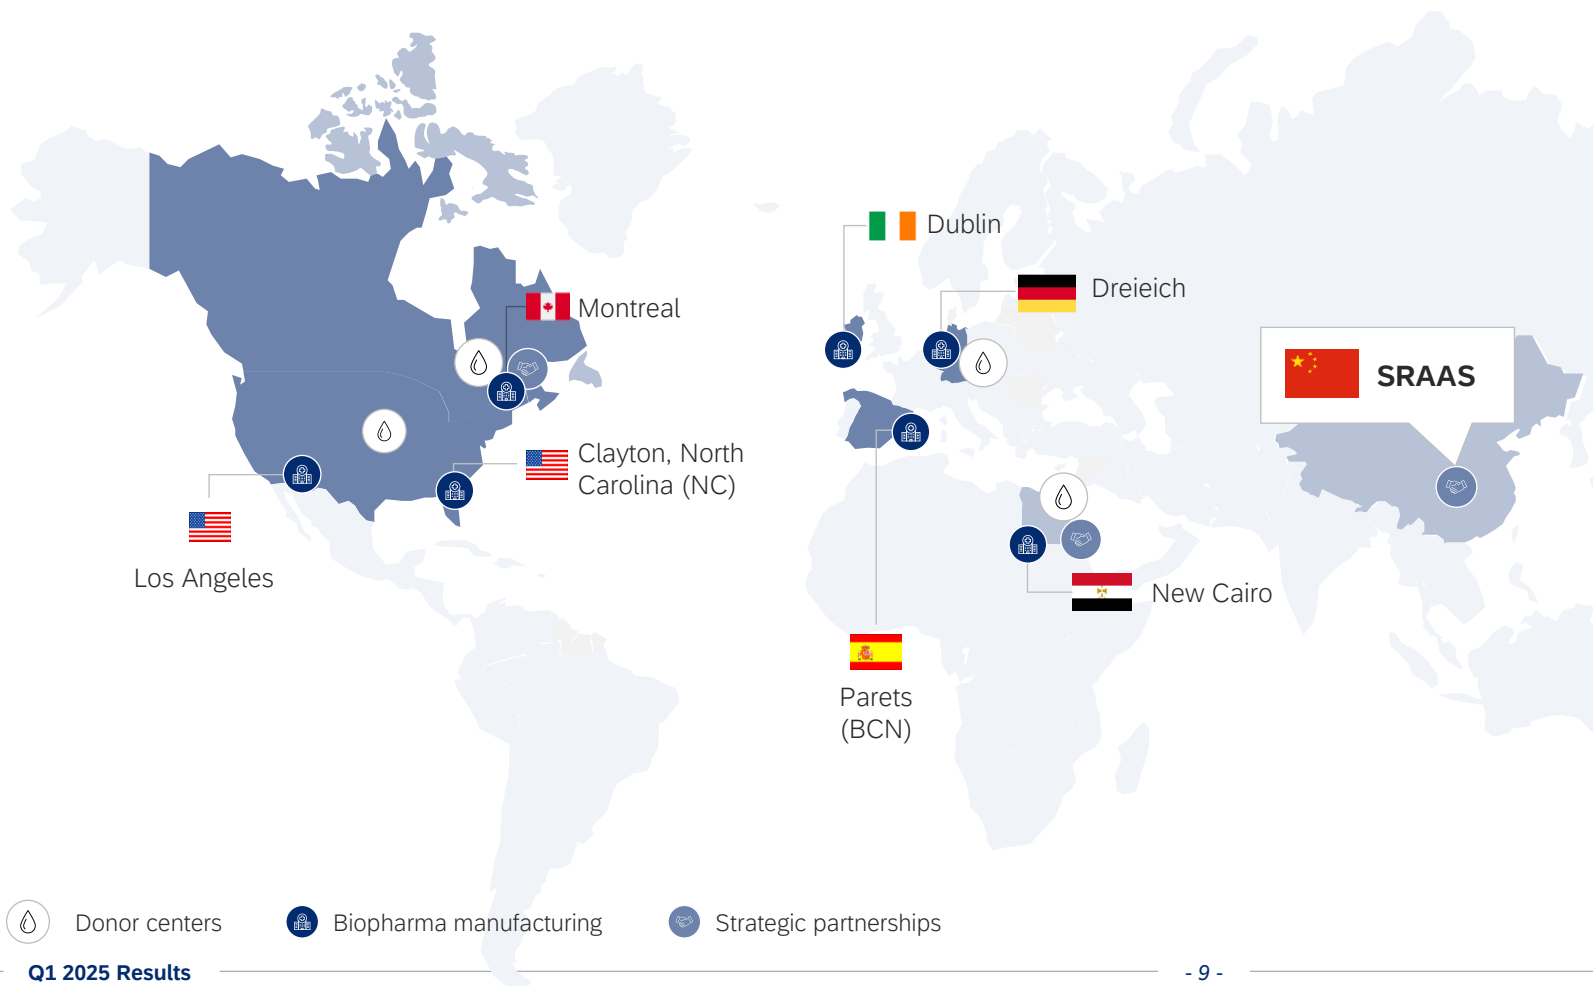 Dublin
Dreieich
Montreal
SRAAS
Clayton, North
Carolina (NC)
Los Angeles
New Cairo
Parets
(BCN)
Donor centers
Biopharma manufacturing
Strategic partnerships
Q1 2025 Results
- 9 -